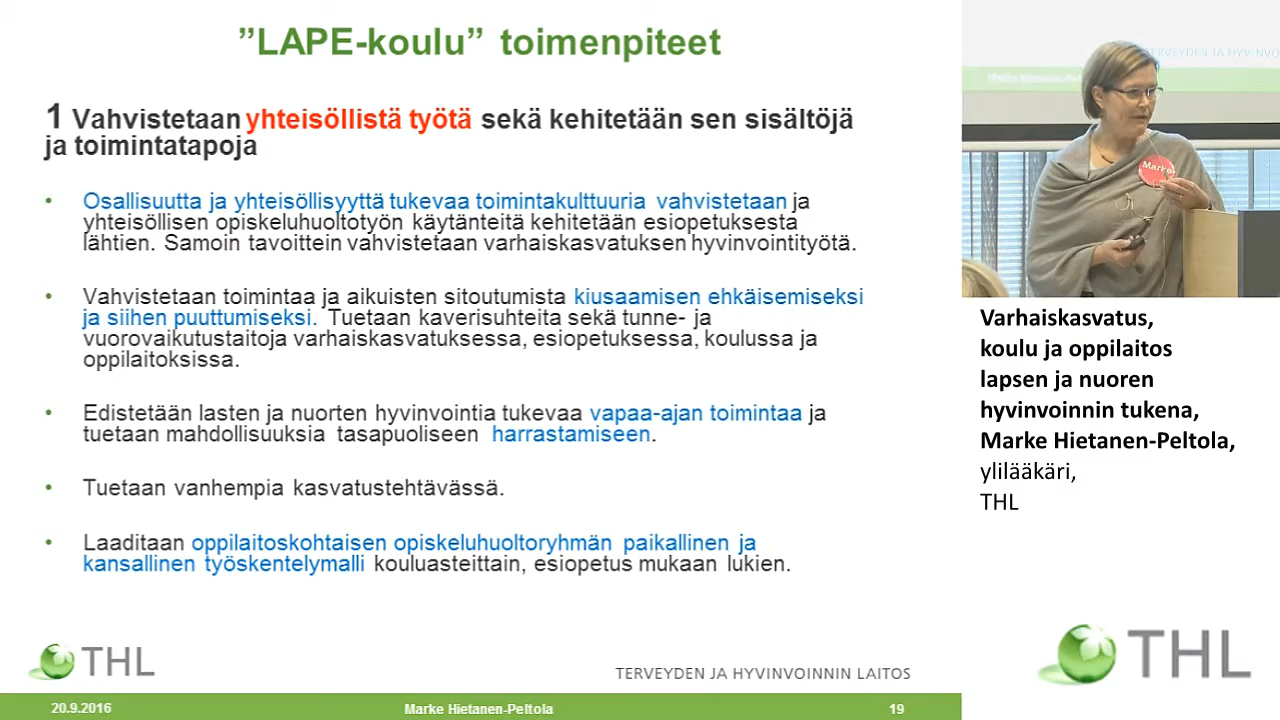 ”LAPE-koulu” toimenpiteet
1 Vahvistetaan yhteisöllistä työtä sekä kehitetään sen sisältöjä
ja toimintatapoja
• Osallisuutta ja yhteisöllisyyttä tukevaa toimintakulttuuria vahvistetaan ja
yhteisöllisen opiskeluhuoltotyön käytänteitä kehitetään esiopetuksesta
lähtien. Samoin tavoittein vahvistetaan varhaiskasvatuksen hyvinvointityötä.
• Vahvistetaan toimintaa ja aikuisten sitoutumista kiusaamisen ehkäisemiseksi
ja siihen puuttumiseksi. Tuetaan kaverisuhteita sekä tunne- ja
vuorovaikutustaitoja varhaiskasvatuksessa, esiopetuksessa, koulussa ja
oppilaitoksissa.
• Edistetään lasten ja nuorten hyvinvointia tukevaa vapaa-ajan toimintaa ja
tuetaan mahdollisuuksia tasapuoliseen harrastamiseen.
• Tuetaan vanhempia kasvatustehtävässä.
• Laaditaan oppilaitoskohtaisen opiskeluhuoltoryhmän paikallinen ja
kansallinen työskentelymalli kouluasteittain, esiopetus mukaan lukien.
THL
TERVEYDEN JA HYVINVOINNIN LAITOS
20.9.2016
Marke Hietanen-Peltola
19
TERVEYDEN JA HYVINVO
Marke
Varhaiskasvatus,
koulu ja oppilaitos
lapsen ja nuoren
hyvinvoinnin tukena,
Marke Hietanen-Peltola,
ylilääkäri,
THL
THL